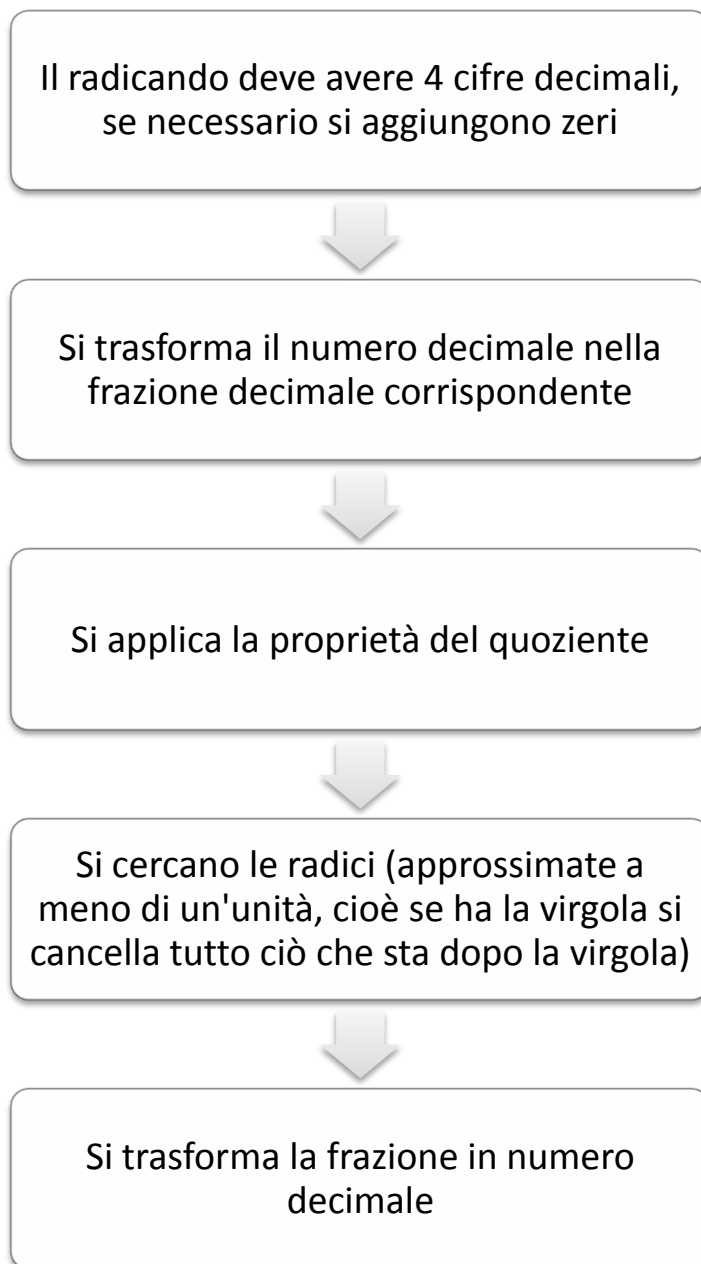 Il radicando deve avere 4 cifre decimali,
se necessario si aggiungono zeri
Si trasforma il numero decimale nella
frazione decimale corrispondente
Si applica la proprietà del quoziente
Si cercano le radici (approssimate a
meno di un'unità, cioè se ha la virgola si
cancella tutto ciò che sta dopo la virgola)
Si trasforma la frazione in numero
decimale